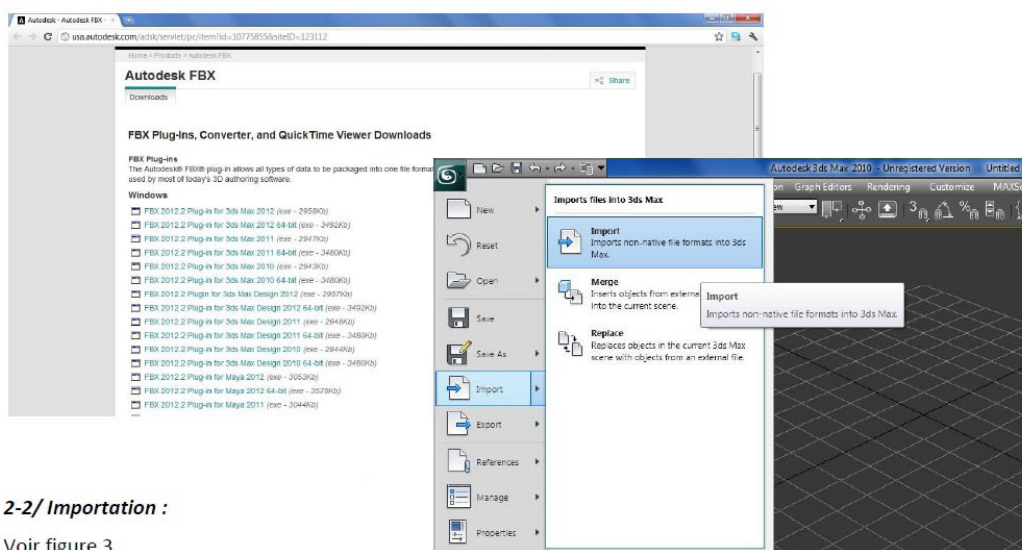 Autodesk - Autodesk FBX -
usa.autodesk.com/adsk/servlet/pc/item?id=10775855&siteID=123112
Home » Products » Autodesk FBX
Autodesk FBX
Share
Downloads
FBX Plug-Ins, Converter, and QuickTime Viewer Downloads
FBX Plug-ins
The Autodesk® FBX® plug-in allows all types of data to be packaged into one file forma
used by most of today's 3D authoring software.
Windows
FBX 2012.2 Plug-in for 3ds Max 2012 (exe - 2958Kb)
FBX 2012.2 Plug-in for 3ds Max 2012 64-bit (exe - 3492Kb)
FBX 2012.2 Plug-in for 3ds Max 2011 (exe - 2947Kb)
FBX 2012.2 Plug-in for 3ds Max 2011 64-bit (exe - 3480Kb)
FBX 2012.2 Plug-in for 3ds Max 2010 (exe - 2943Kb)
FBX 2012.2 Plug-in for 3ds Max 2010 64-bit (exe - 3480Kb)
FBX 2012.2 Plugin for 3ds Max Design 2012 (exe - 2957Kb)
FBX 2012.2 Plug-in for 3ds Max Design 2012 64-bit (exe - 3492Kb)
FBX 2012.2 Plug-in for 3ds Max Design 2011 (exe - 2948Kb)
FBX 2012.2 Plug-in for 3ds Max Design 2011 64-bit (exe - 3480Kb)
FBX 2012.2 Plug-in for 3ds Max Design 2010 (exe - 2944Kb)
FBX 2012.2 Plug-in for 3ds Max Design 2010 64-bit (exe - 3480Kb)
FBX 2012.2 Plug-in for Maya 2012 (exe - 3053Kb)
FBX 2012.2 Plug-in for Maya 2012 64-bit (exe - 3578Kb)
FBX 2012.2 Plug-in for Maya 2011 (exe - 3044Kb)
Autodesk 3ds Max 2010 - Unregistered Version Untitled
on Graph Editors Rendering Customize MAXSc
New
Reset
Open
Save
Save As
Import
Export
References
Manage
Properties
Imports files into 3ds Max
Import
Imports non-native file formats into 3ds
Max.
Merge
Inserts objects from externa
into the current scene.
Replace
Replaces objects in the current 3ds Max
scene with objects from an external file.
Import
Imports non-native file formats into 3ds Max.
2-2/ Importation :
Voir figure 3